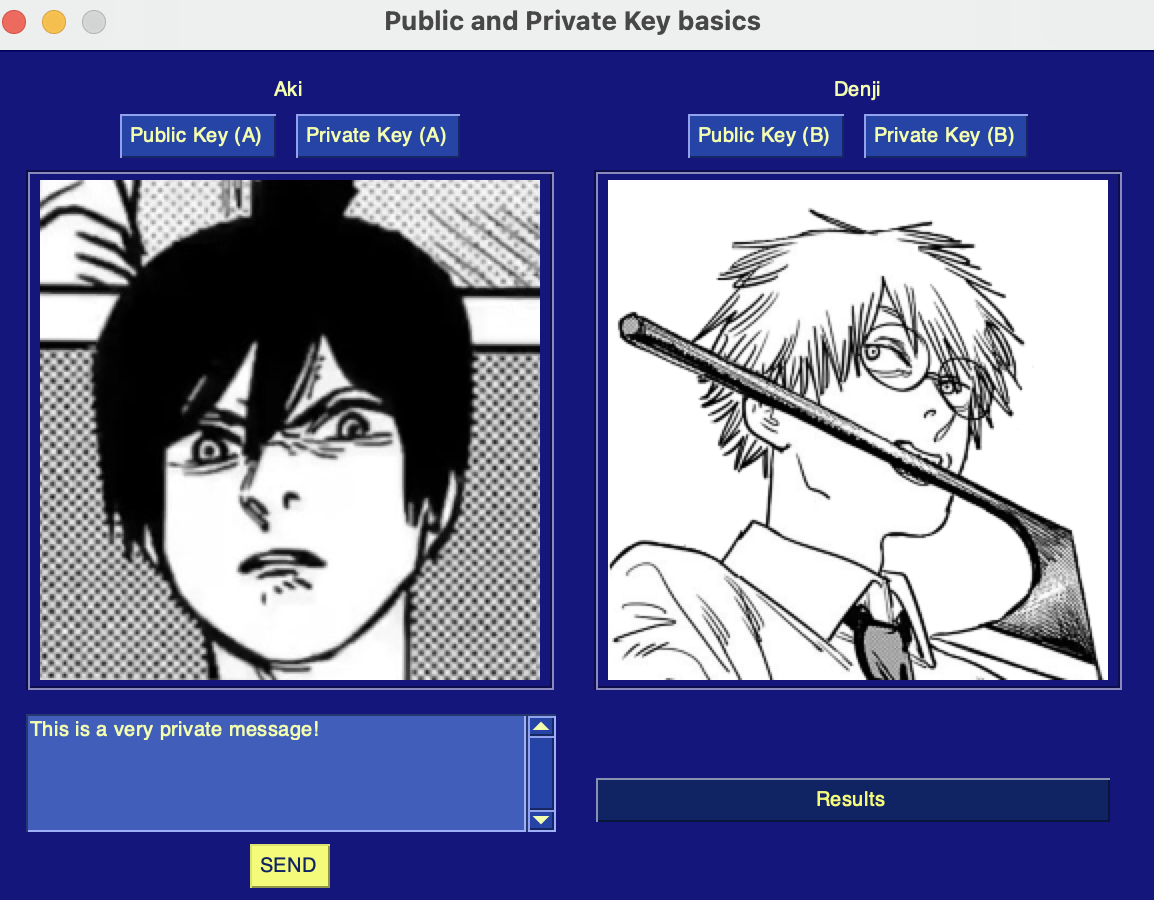 Public and Private Key basics
Aki
Denji
Public Key (A) Private Key (A)
Public Key (B) Private Key (B)
This is a very private message!
Results
SEND